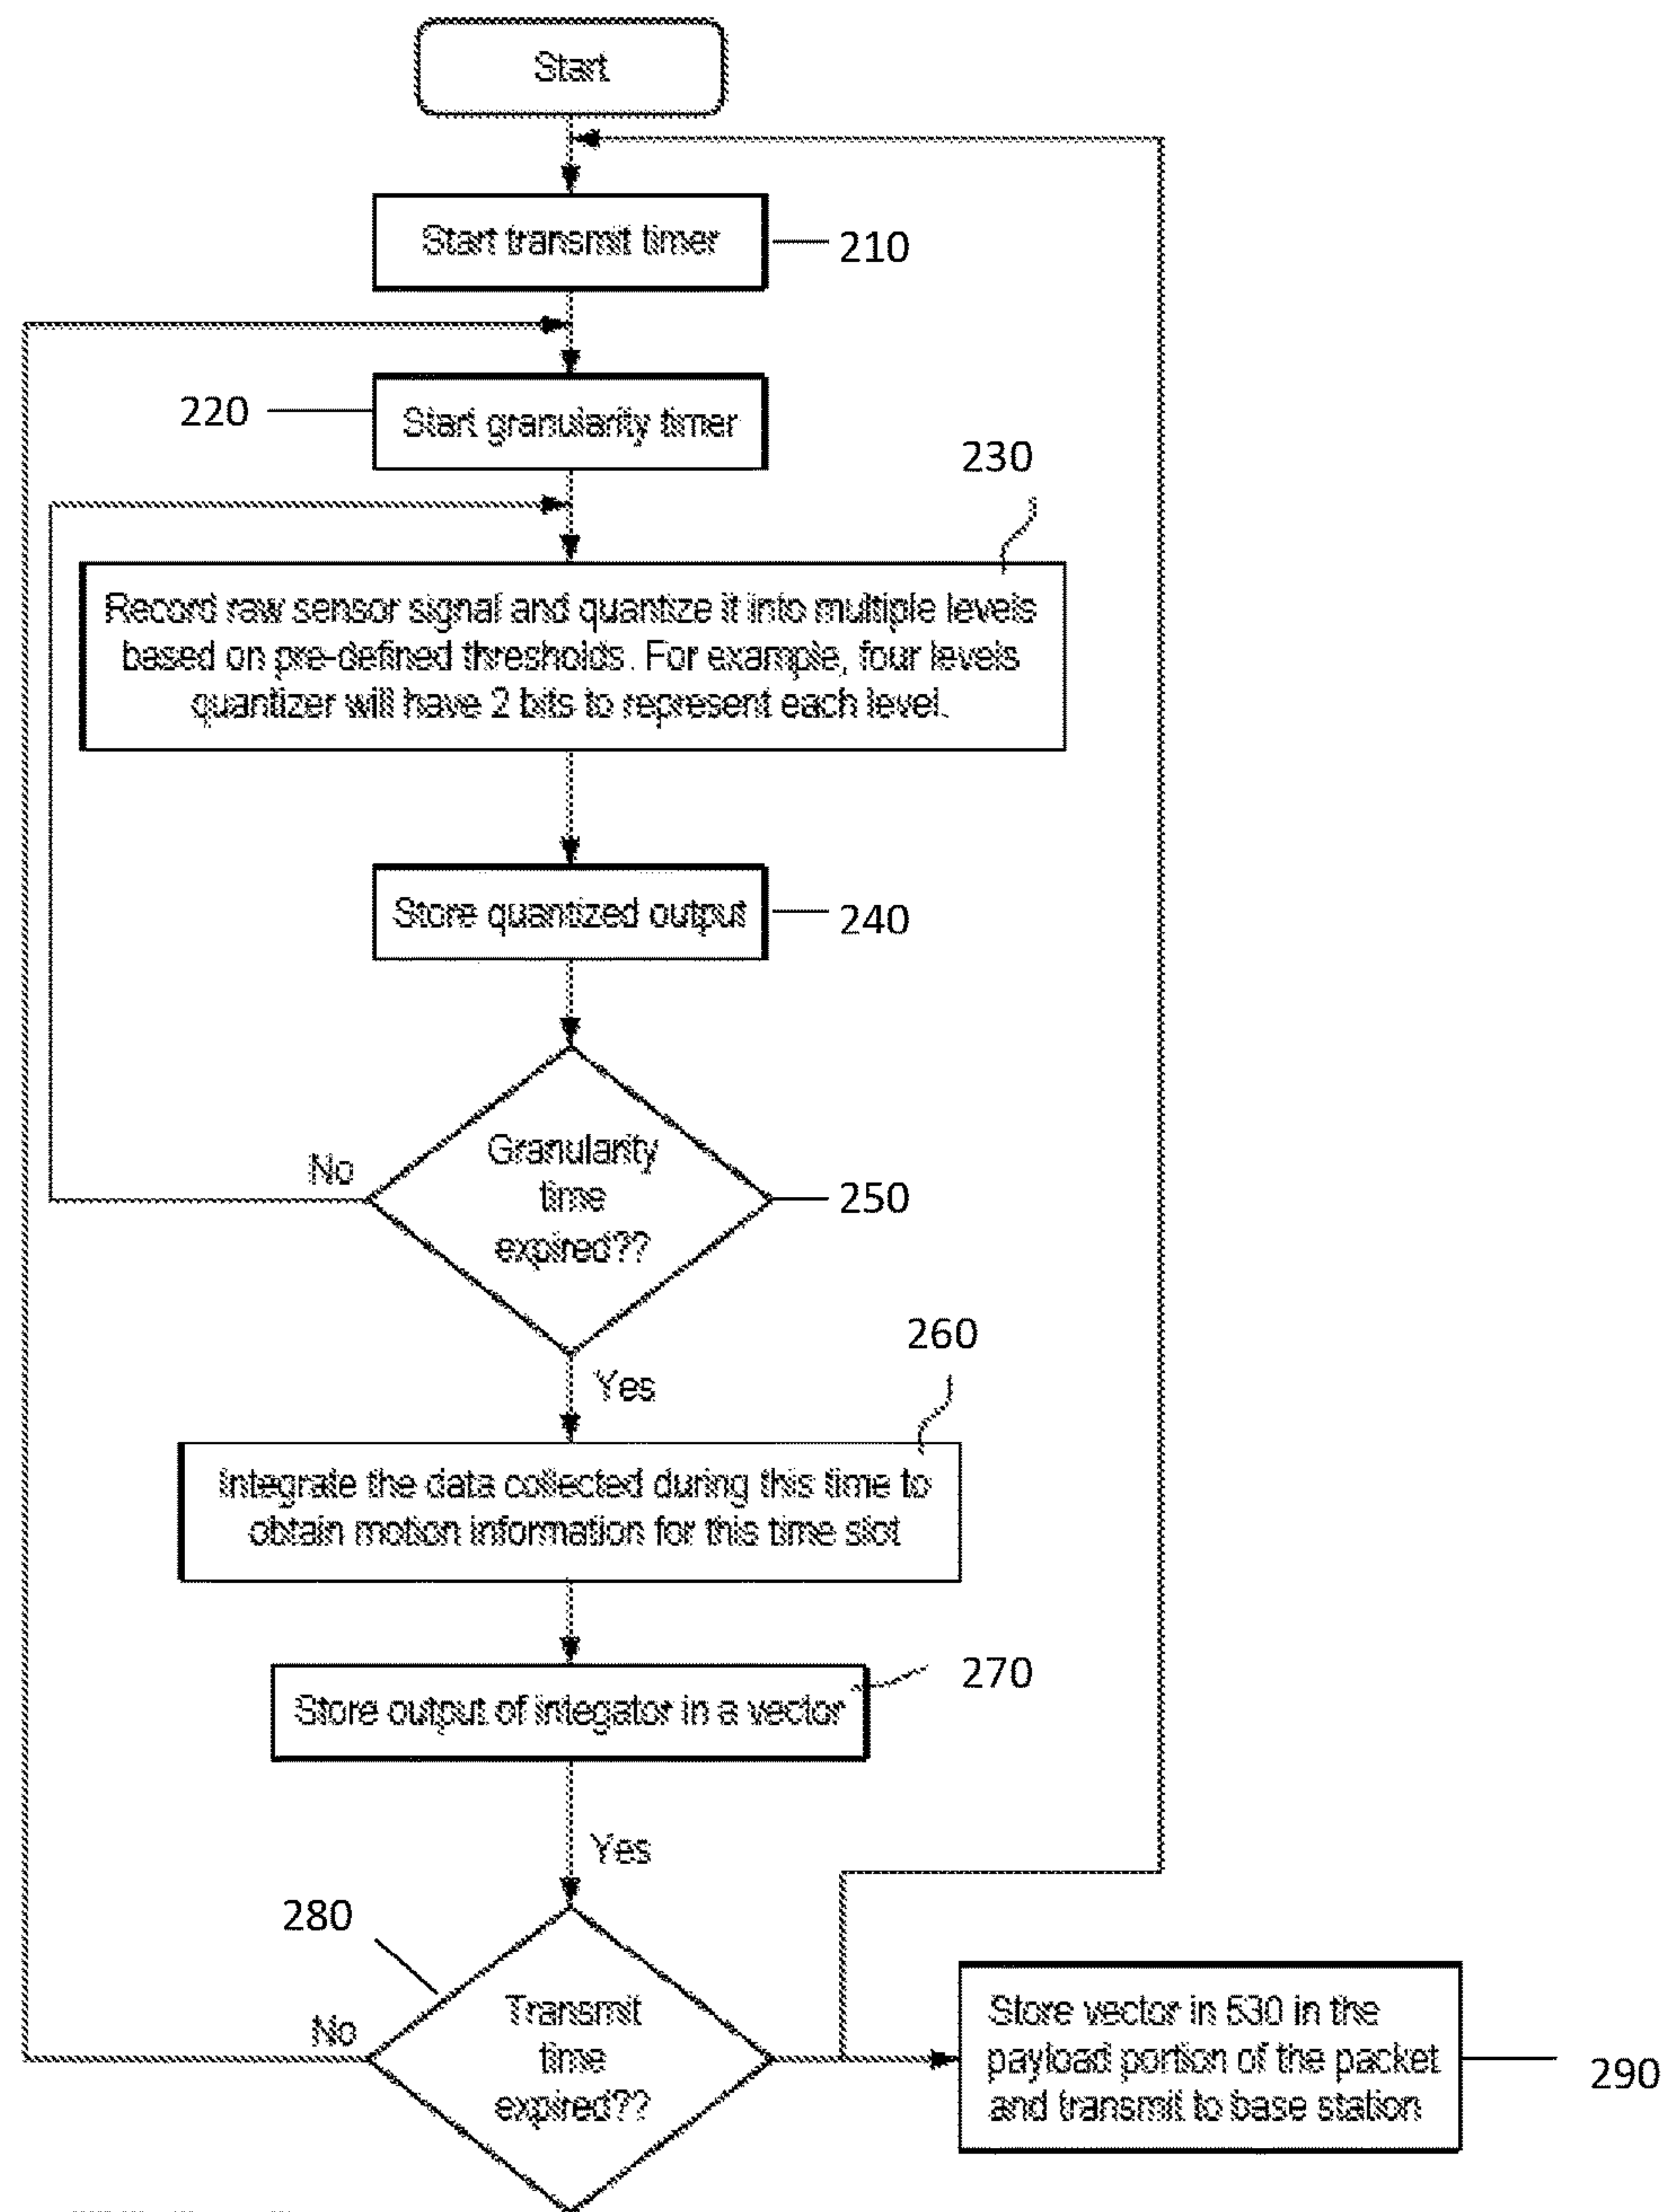 Start
Start transmit timer
210
220
Start granularity timer
230
Record raw sensor signal and quantize it into multiple levels
based on pre-defined thresholds. For example, four levels
quantizer will have 2 bits to represent each level.
Store quantized output
240
Granularity
time
expired??
No
250
Yes
260
Integrate the data collected during this time to
obtain motion information for this time slot
270
Store output of integator in a vector
Yes
280
Transmit
time
expired??
No
Store vector in 530 in the
payload portion of the packet
and transmit to base station
290